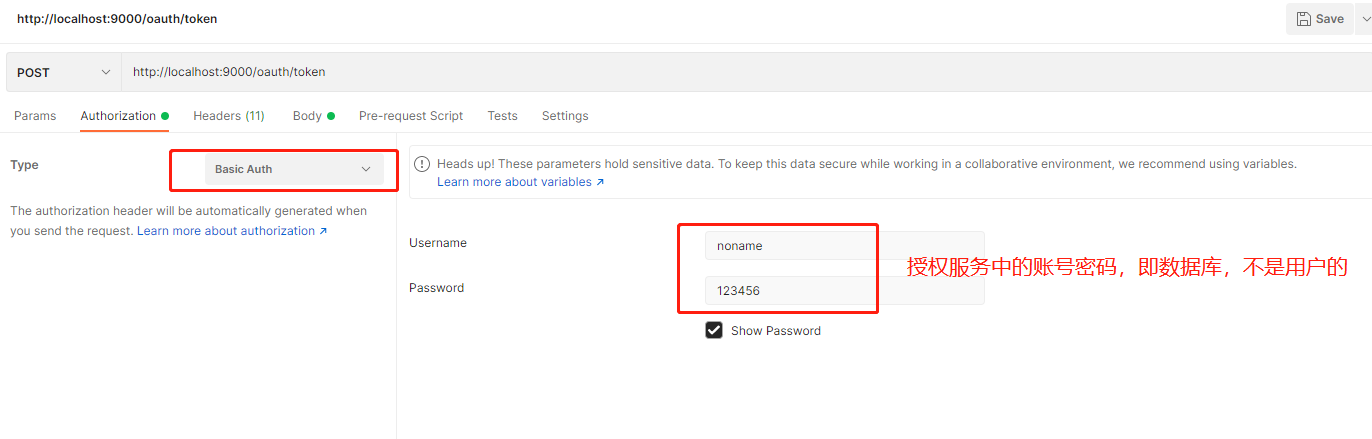 http://localhost:9000/oauth/token
Save
POST
http://localhost:9000/oauth/token
Params
Authorization
Headers (11)
Body
Pre-request Script
Tests
Settings
Type
Basic Auth
The authorization header will be automatically generated when
you send the request. Learn more about authorization ↗
Heads up! These parameters hold sensitive data. To keep this data secure while working in a collaborative environment, we recommend using variables.
Learn more about variables ↗
Username
noname
Password
123456
授权服务中的账号密码，即数据库，不是用户的
Show Password